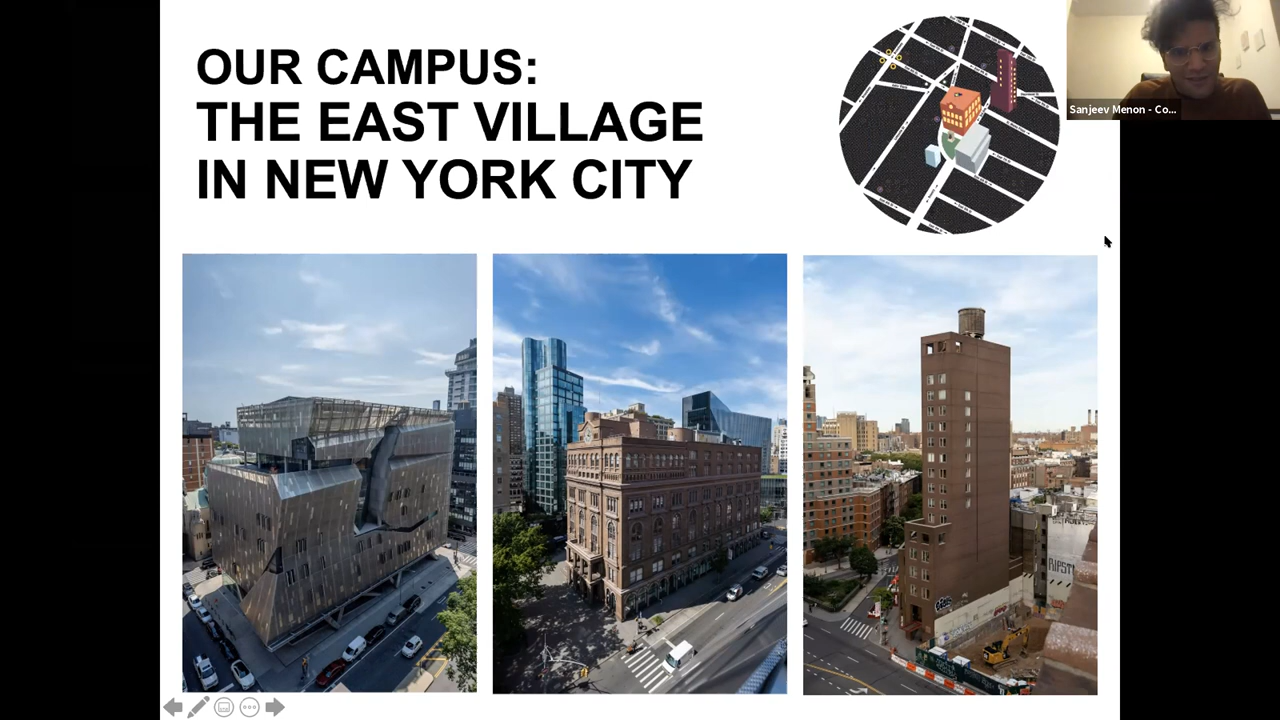 OUR CAMPUS:
THE EAST VILLAGE
IN NEW YORK CITY
Sanjeev Menon - Co...